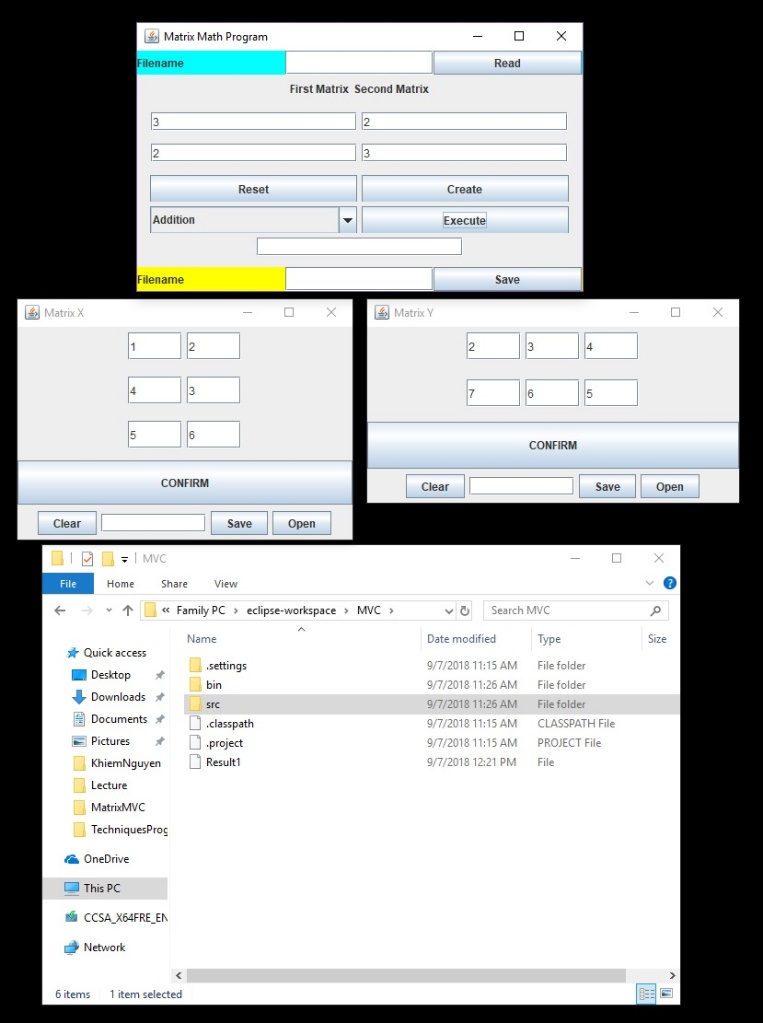 Matrix Math Program
Filename Read
First Matrix Second Matrix
3 2
2 3
Reset Create
Addition Execute
Filename Save
Matrix X
1 2
4 3
5 6
CONFIRM
Clear Save Open
Matrix Y
2 3 4
7 6 5
CONFIRM
Clear Save Open
MVC
File Home Share View
« Family PC › eclipse-workspace › MVC › Search MVC
Quick access
Desktop
Downloads
Documents
Pictures
KhiemNguyen
Lecture
MatrixMVC
TechniquesProg
OneDrive
This PC
CCSA_X64FRE_EN
Network
Name Date modified Type Size
.settings 9/7/2018 11:15 AM File folder
bin 9/7/2018 11:26 AM File folder
src 9/7/2018 11:26 AM File folder
.classpath 9/7/2018 11:15 AM CLASSPATH File
.project 9/7/2018 11:15 AM PROJECT File
Result1 9/7/2018 12:21 PM File
6 items 1 item selected